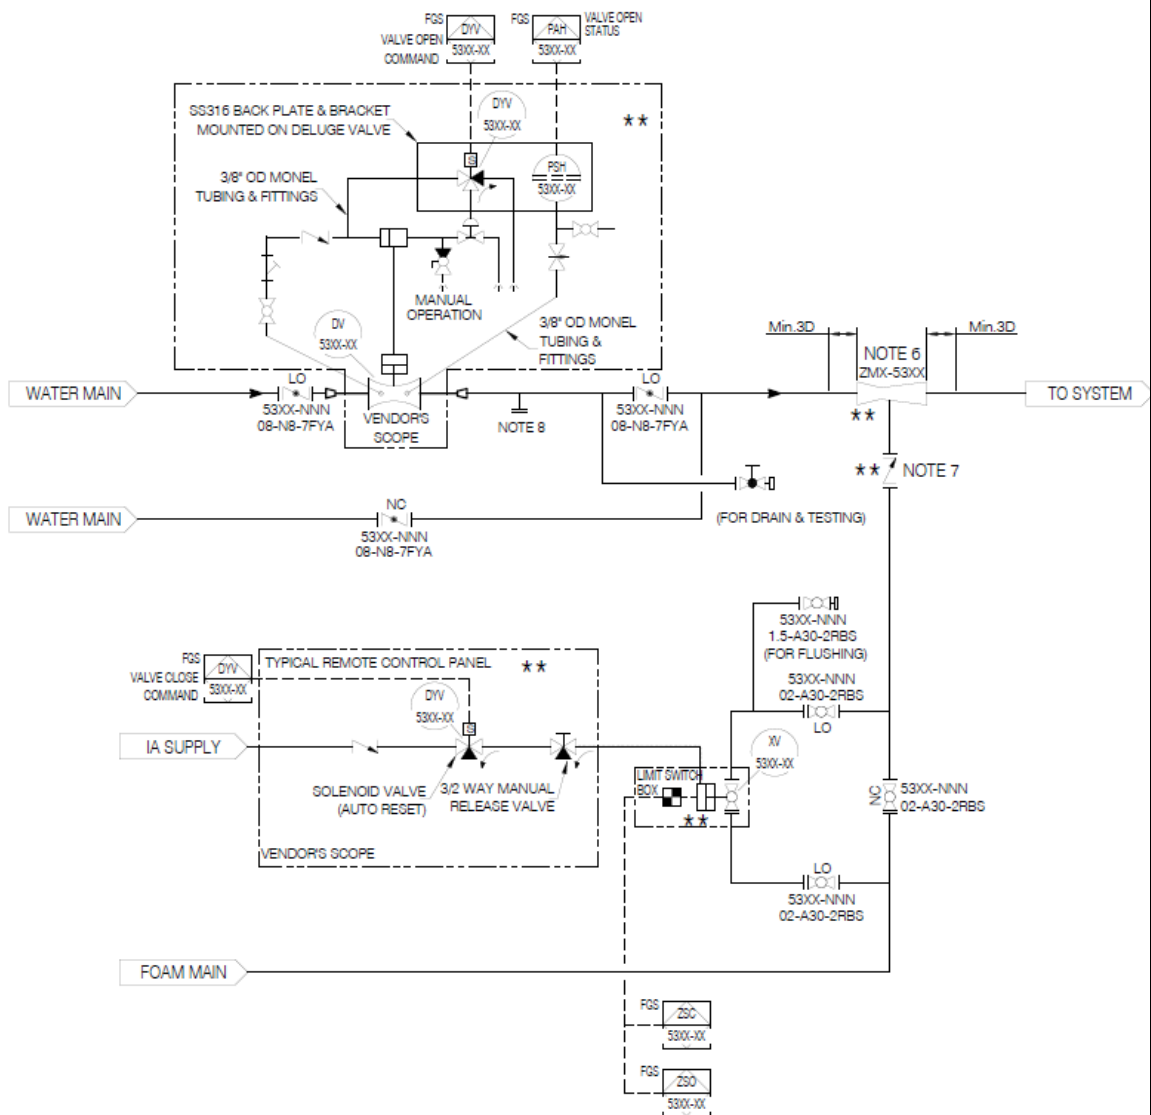 FGS
DYV
53XX-XX
VALVE OPEN
COMMAND
FGS
PAH
53XX-XX
VALVE OPEN
STATUS
SS316 BACK PLATE & BRACKET
MOUNTED ON DELUGE VALVE
DYV
53XX-XX
**
S
PSH
53XX-XX
3/8" OD MONEL
TUBING & FITTINGS
MANUAL
OPERATION
DV
53XX-XX
3/8" OD MONEL
TUBING &
FITTINGS
Min.3D
Min.3D
NOTE 6
ZMX-53XX
WATER MAIN
LO
53XX-NNN
08-N8-7FYA
VENDOR'S
SCOPE
NOTE 8
LO
53XX-NNN
08-N8-7FYA
**
TO SYSTEM
** NOTE 7
(FOR DRAIN & TESTING)
WATER MAIN
NC
53XX-NNN
08-N8-7FYA
53XX-NNN
1.5-A30-2RBS
(FOR FLUSHING)
53XX-NNN
02-A30-2RBS
LO
FGS
DYV
53XX-XX
VALVE CLOSE
COMMAND
TYPICAL REMOTE CONTROL PANEL
**
DYV
53XX-XX
S
IA SUPPLY
SOLENOID VALVE
(AUTO RESET)
3/2 WAY MANUAL
RELEASE VALVE
VENDOR'S SCOPE
XV
53XX-XX
LIMIT SWITCH
BOX
**
NC
53XX-NNN
02-A30-2RBS
LO
53XX-NNN
02-A30-2RBS
FOAM MAIN
FGS
ZSC
53XX-XX
FGS
ZSO
53XX-XX